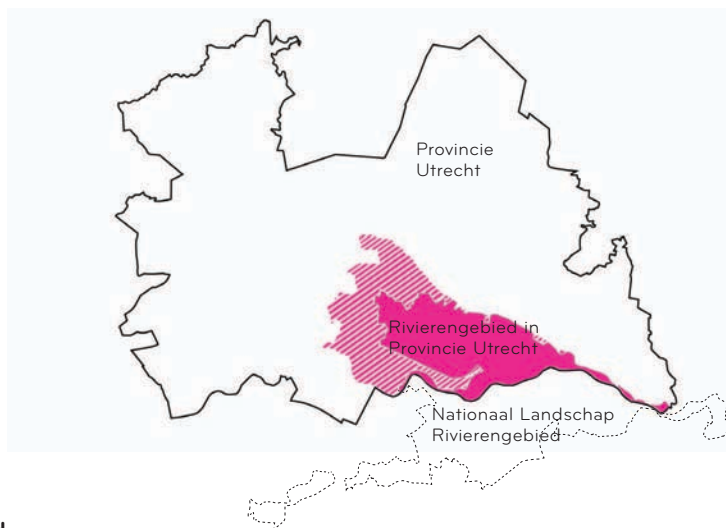 Provincie
Utrecht
Rivierengebied in
Provincie Utrecht
Nationaal Landschap
Rivierengebied